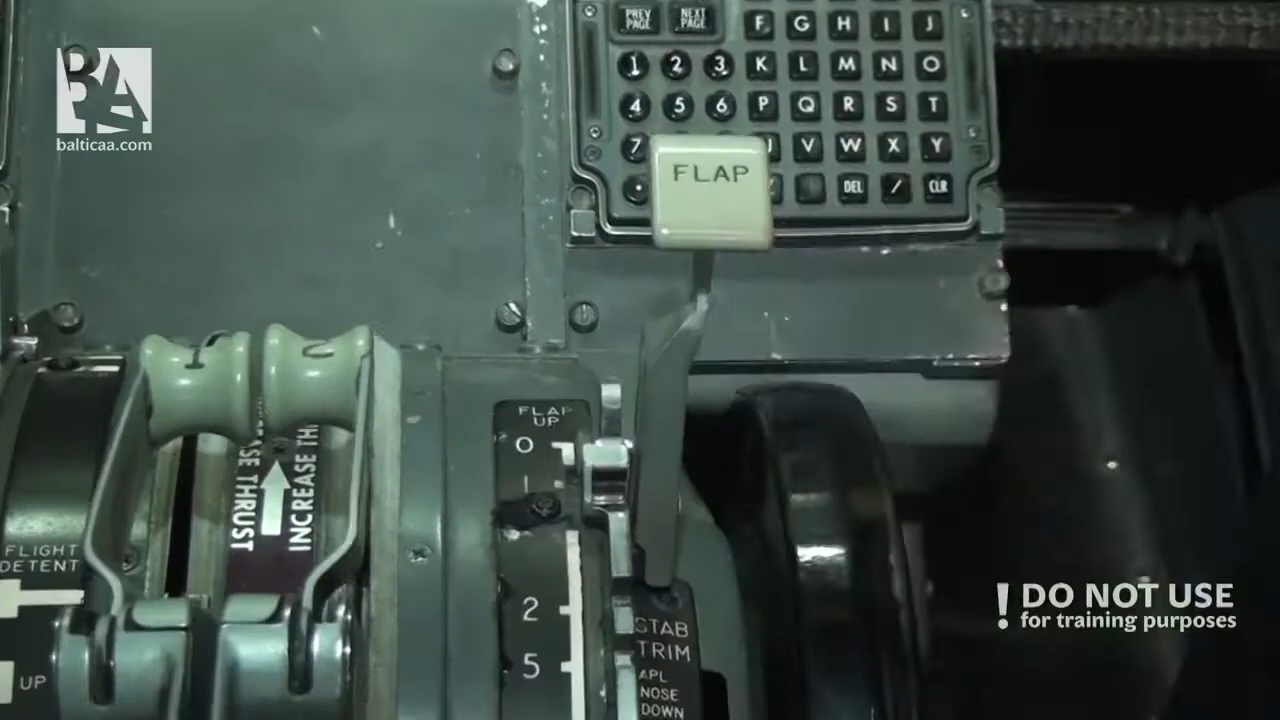 BA
balticaa.com
PREV PAGE
NEXT PAGE
F G H I J
1 2 3 K L M N O
4 5 6 P Q R S T
7 V W X Y
DEL / CLR
FLAP
FLAP
UP
0
1
2
5
INCREASE THRUST
FLIGHT
DETENT
UP
STAB
TRIM
APL
NOSE
DOWN
! DO NOT USE
for training purposes